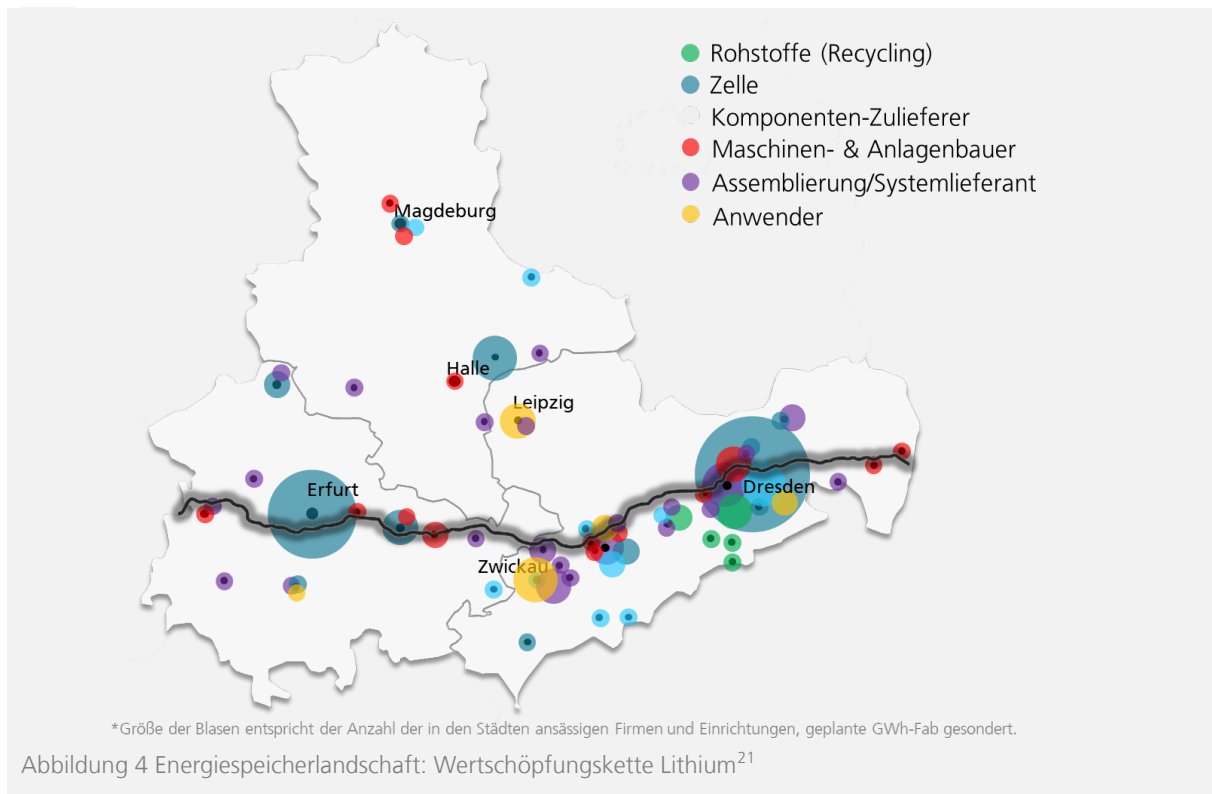 Rohstoffe (Recycling)
Zelle
Komponenten-Zulieferer
Maschinen- & Anlagenbauer
Assemblierung/Systemlieferant
Anwender
Magdeburg
Halle
Leipzig
Erfurt
Dresden
Zwickau
*Größe der Blasen entspricht der Anzahl der in den Städten ansässigen Firmen und Einrichtungen, geplante GWh-Fab gesondert.
Abbildung 4 Energiespeicherlandschaft: Wertschöpfungskette Lithium21